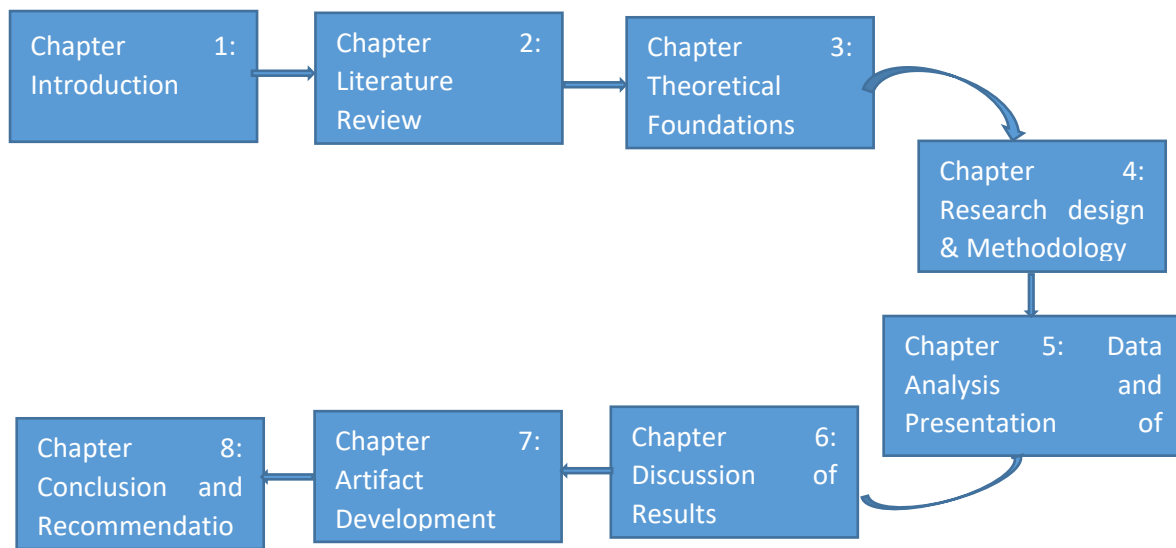 Chapter 1:
Introduction
Chapter 2:
Literature
Review
Chapter 3:
Theoretical
Foundations
Chapter 4:
Research design
& Methodology
Chapter 5: Data
Analysis and
Presentation of
Chapter 6:
Discussion of
Results
Chapter 7:
Artifact
Development
Chapter 8:
Conclusion and
Recommendatio